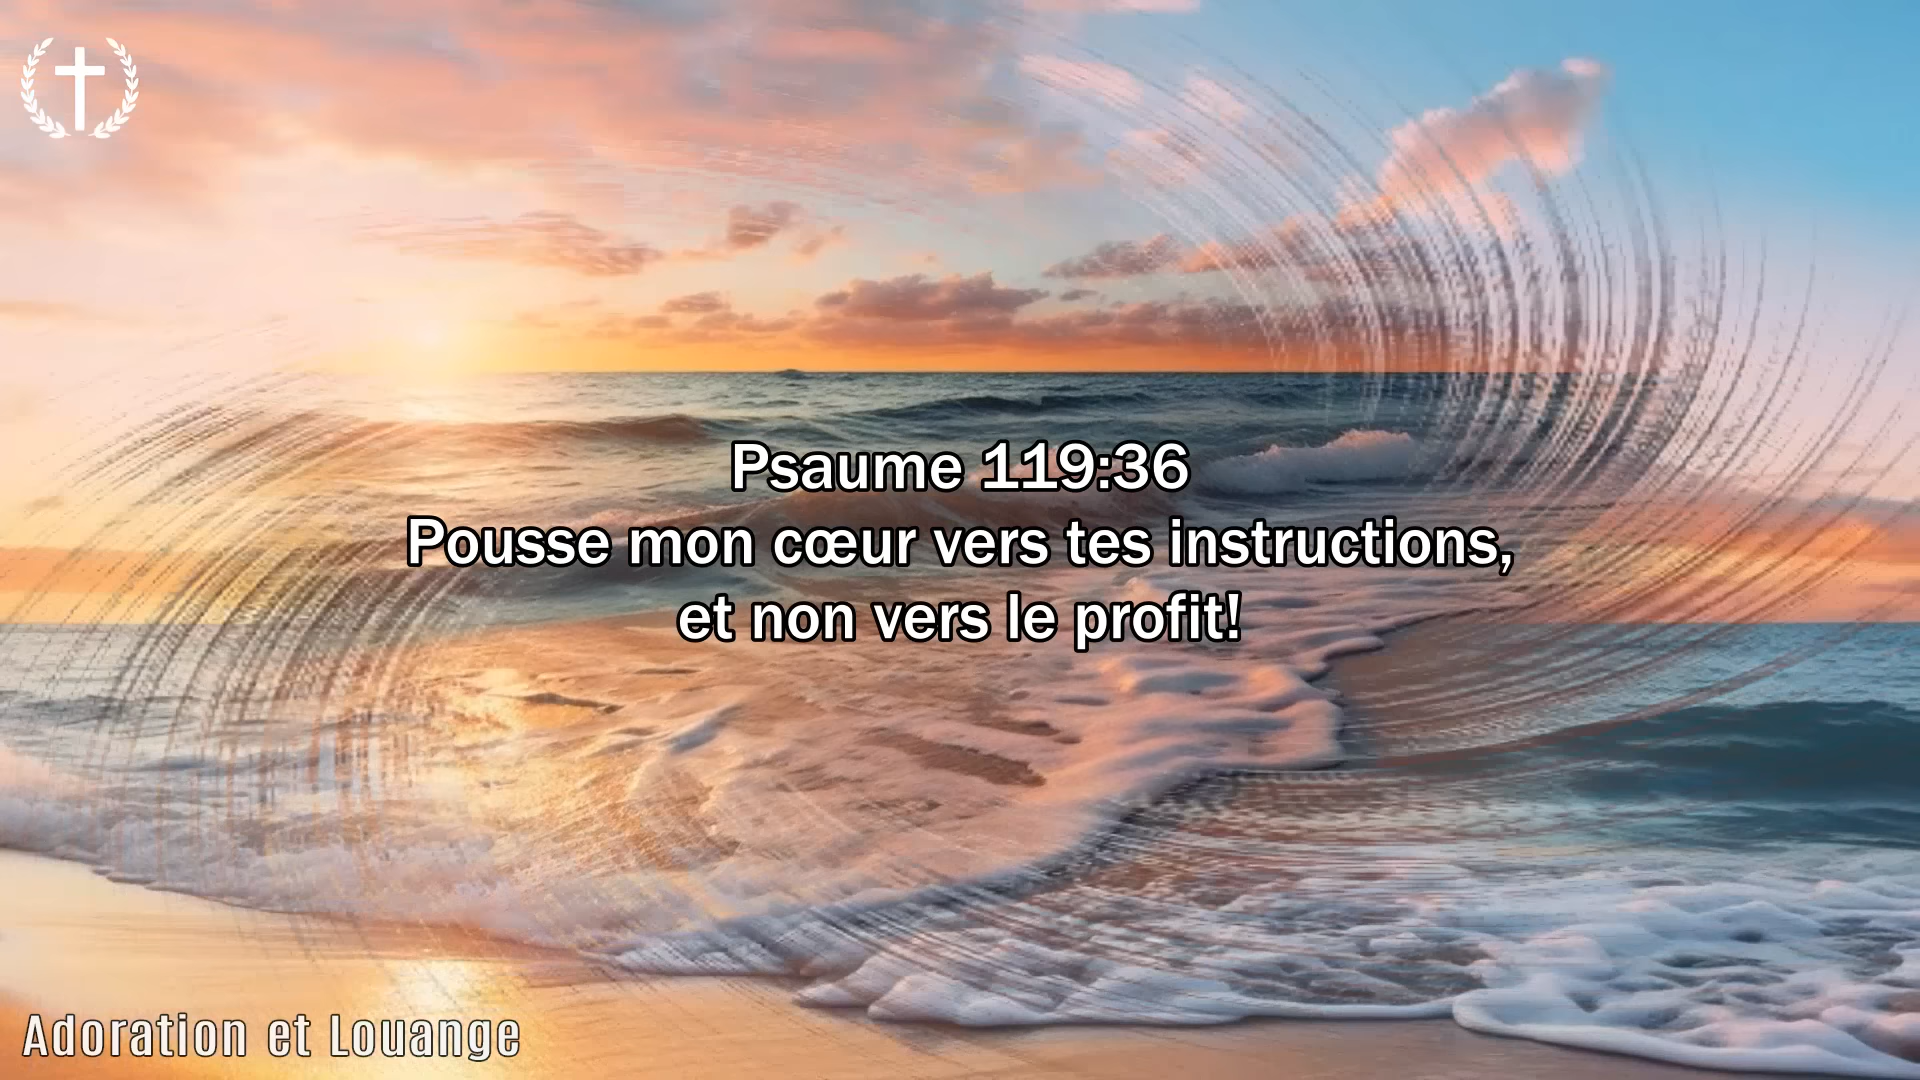 Psaume 119:36
Pousse mon cœur vers tes instructions,
et non vers le profit!
Adoration et Louange